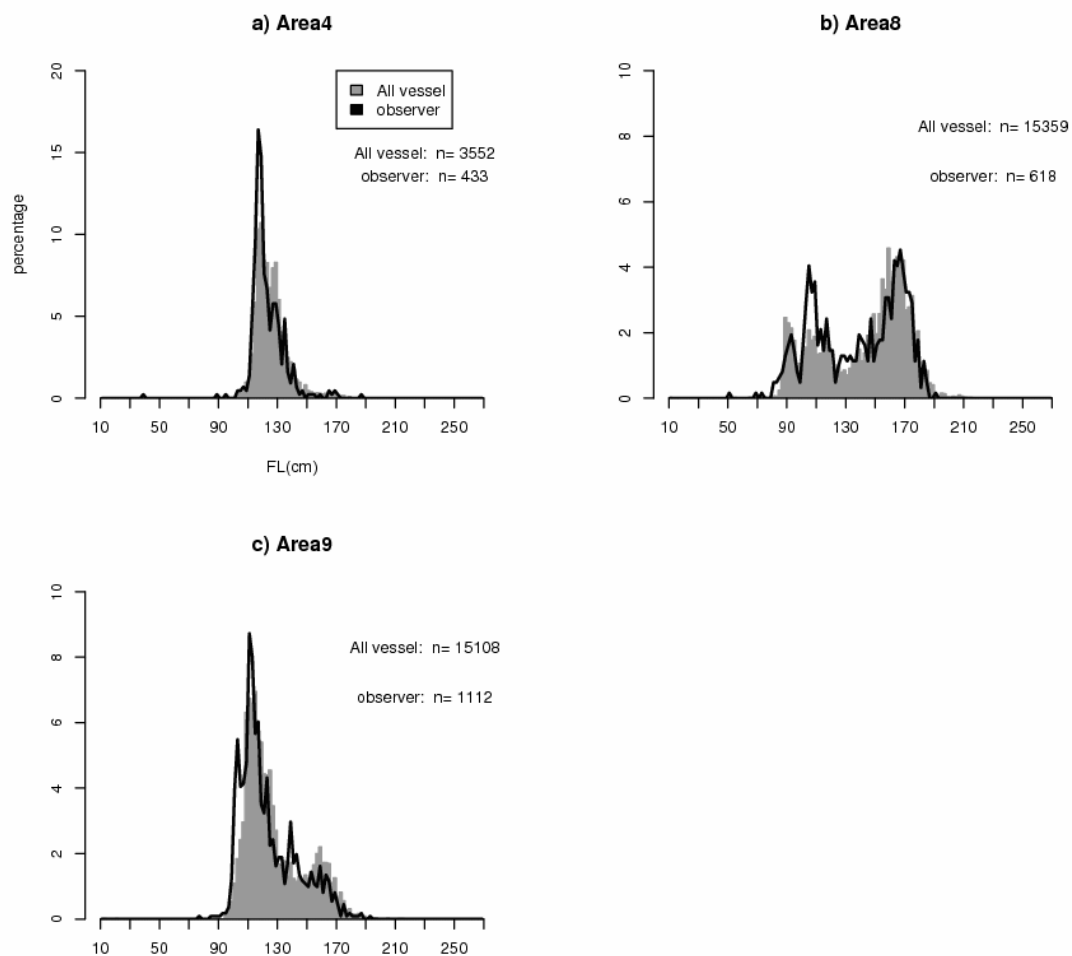 a) Area4
20
15
10
5
0
percentage
All vessel
observer
All vessel: n= 3552
observer: n= 433
10 50 90 130 170 210 250
FL(cm)
b) Area8
10
8
6
4
2
0
All vessel: n= 15359
observer: n= 618
10 50 90 130 170 210 250
c) Area9
10
8
6
4
2
0
All vessel: n= 15108
observer: n= 1112
10 50 90 130 170 210 250